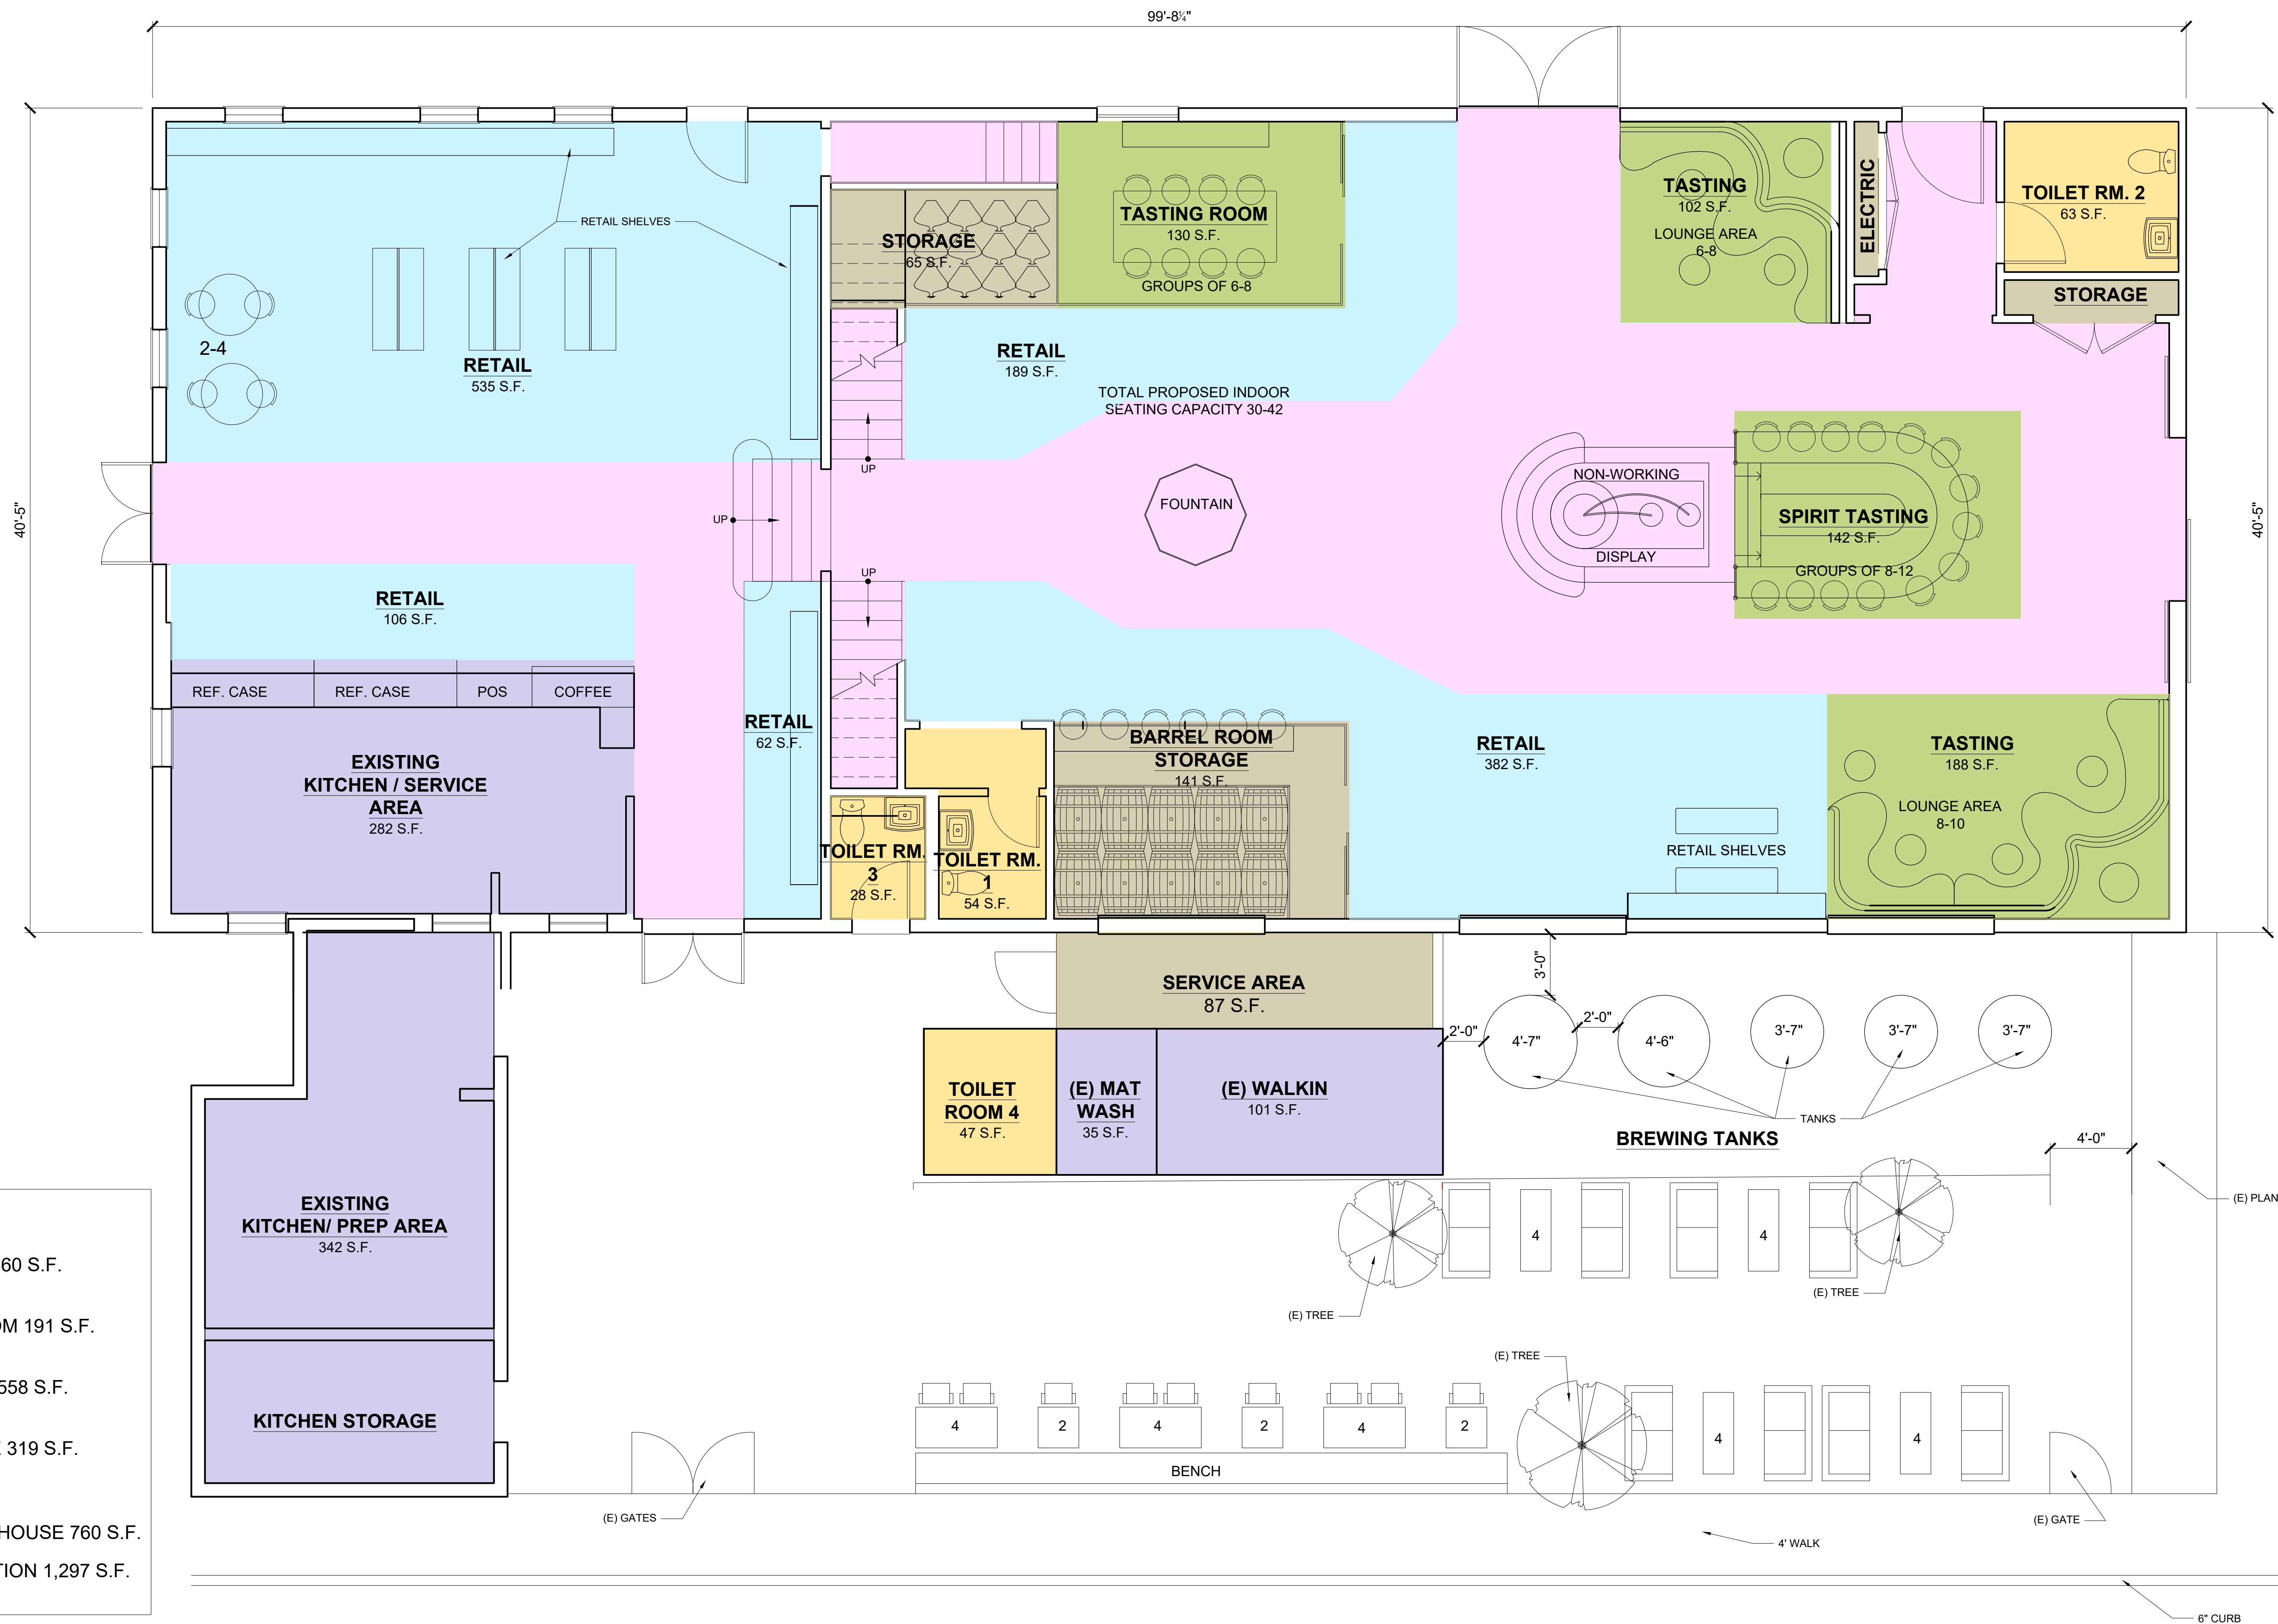 99'-8¼"
40'-5"
40'-5"
RETAIL SHELVES
2-4
RETAIL
535 S.F.
STORAGE
65 S.F.
TASTING ROOM
130 S.F.
GROUPS OF 6-8
TASTING
102 S.F.
LOUNGE AREA
6-8
ELECTRIC
TOILET RM. 2
63 S.F.
STORAGE
RETAIL
189 S.F.
TOTAL PROPOSED INDOOR
SEATING CAPACITY 30-42
UP
UP
UP
FOUNTAIN
NON-WORKING
DISPLAY
SPIRIT TASTING
142 S.F.
GROUPS OF 8-12
RETAIL
106 S.F.
REF. CASE
REF. CASE
POS
COFFEE
EXISTING
KITCHEN / SERVICE
AREA
282 S.F.
RETAIL
62 S.F.
TOILET RM.
3
28 S.F.
TOILET RM.
1
54 S.F.
BARREL ROOM
STORAGE
141 S.F.
RETAIL
382 S.F.
RETAIL SHELVES
TASTING
188 S.F.
LOUNGE AREA
8-10
SERVICE AREA
87 S.F.
TOILET
ROOM 4
47 S.F.
(E) MAT
WASH
35 S.F.
(E) WALKIN
101 S.F.
3'-0"
2'-0"
4'-7"
2'-0"
4'-6"
3'-7"
3'-7"
3'-7"
TANKS
BREWING TANKS
4'-0"
(E) PLAN
EXISTING
KITCHEN/ PREP AREA
342 S.F.
KITCHEN STORAGE
4
4
(E) TREE
(E) TREE
(E) TREE
4
2
4
2
4
2
4
4
BENCH
(E) GATES
(E) GATE
4' WALK
6" CURB
60 S.F.
OM 191 S.F.
558 S.F.
319 S.F.
HOUSE 760 S.F.
TION 1,297 S.F.